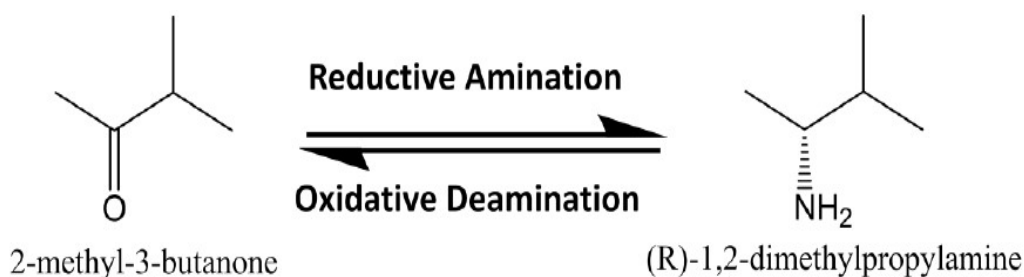 Reductive Amination
Oxidative Deamination
O
NH2
2-methyl-3-butanone
(R)-1,2-dimethylpropylamine